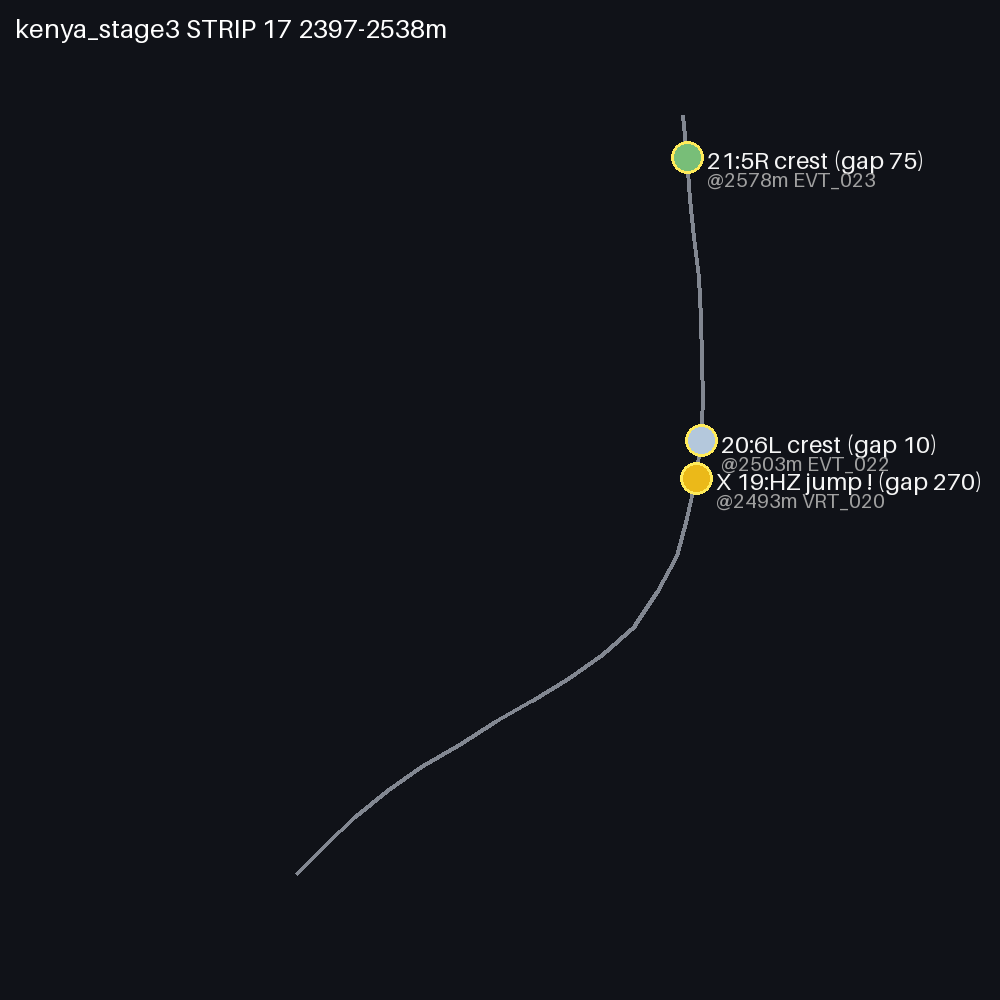 kenya_stage3 STRIP 17 2397-2538m
21:5R crest (gap 75)
@2578m EVT_023
20:6L crest (gap 10)
@2503m EVT_022
X 19:HZ jump ! (gap 270)
@2493m VRT_020